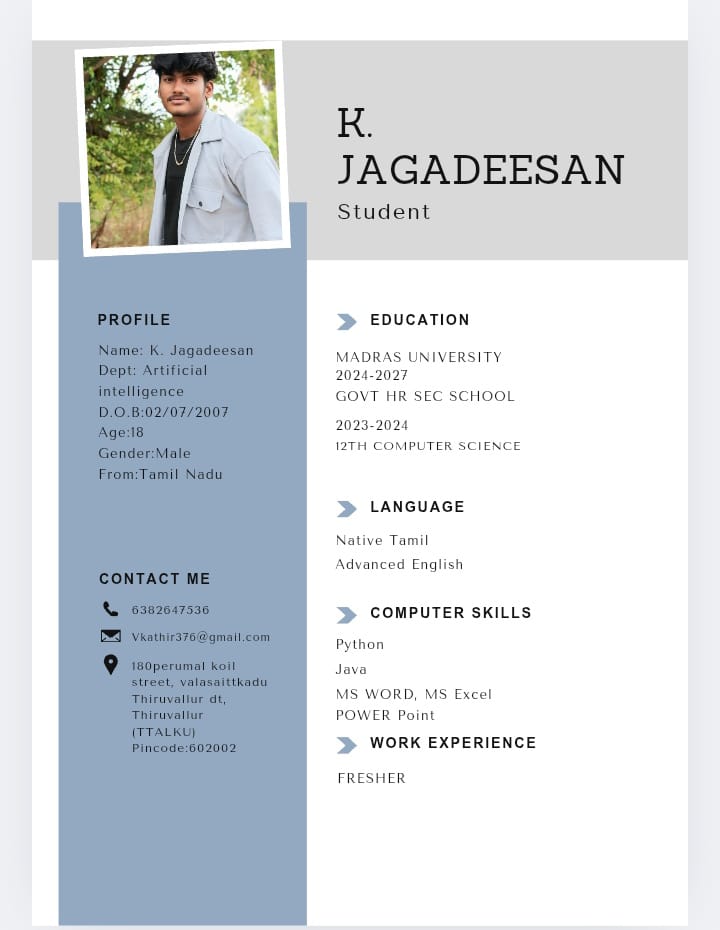 K.
JAGADEESAN
Student
PROFILE
Name: K. Jagadeesan
Dept: Artificial
intelligence
D.O.B:02/07/2007
Age:18
Gender:Male
From:Tamil Nadu
CONTACT ME
6382647536
Vkathir376@gmail.com
180perumal koil
street, valasaittkadu
Thiruvallur dt,
Thiruvallur
(TTALKU)
Pincode:602002
EDUCATION
MADRAS UNIVERSITY
2024-2027
GOVT HR SEC SCHOOL
2023-2024
12TH COMPUTER SCIENCE
LANGUAGE
Native Tamil
Advanced English
COMPUTER SKILLS
Python
Java
MS WORD, MS Excel
POWER Point
WORK EXPERIENCE
FRESHER